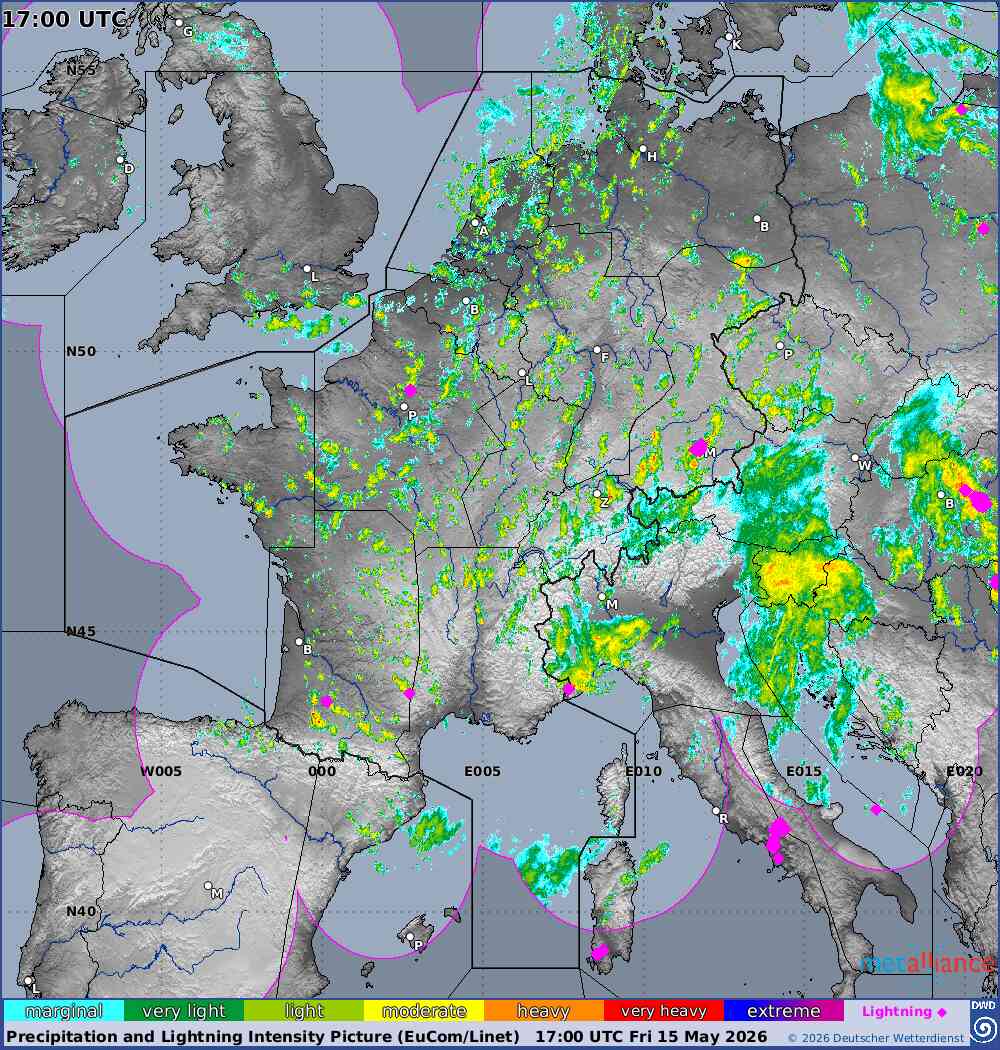 17:00 UTC
G
K
N55
D
H
A
B
L
B
N50
P
F
L
P
M
W
Z
B
M
N45
B
W005
000
E005
E010
E015
E020
R
M
N40
P
L
metalliance
marginal very light light moderate heavy very heavy extreme Lightning
DWD
Precipitation and Lightning Intensity Picture (EuCom/Linet) 17:00 UTC Fri 15 May 2026 © 2026 Deutscher Wetterdienst